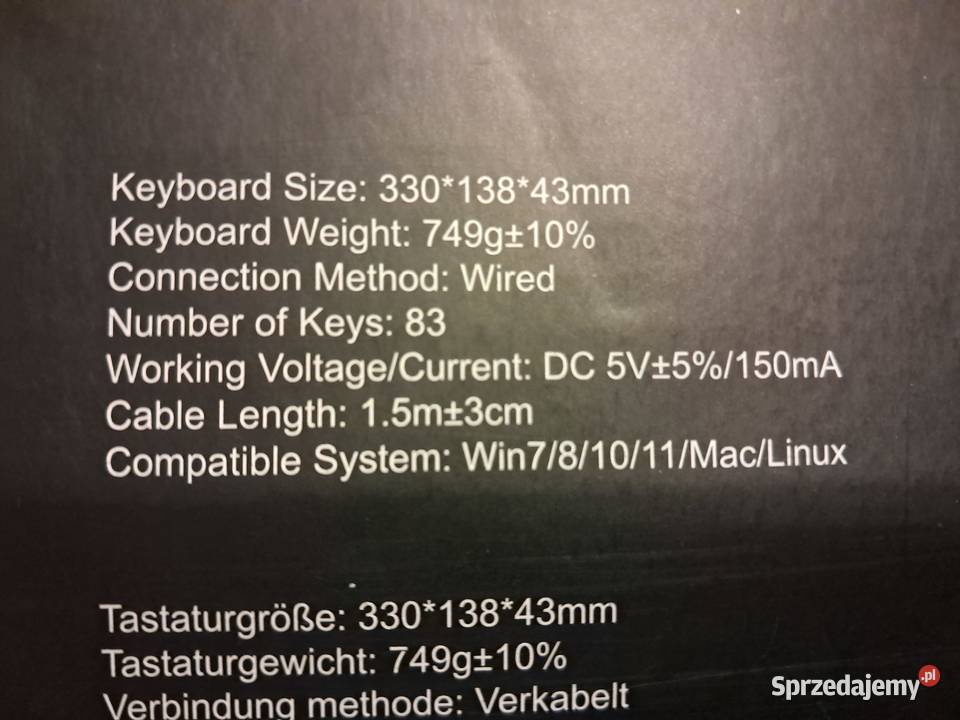 Keyboard Size: 330*138*43mm
Keyboard Weight: 749g±10%
Connection Method: Wired
Number of Keys: 83
Working Voltage/Current: DC 5V±5%/150mA
Cable Length: 1.5m±3cm
Compatible System: Win7/8/10/11/Mac/Linux
Tastaturgröße: 330*138*43mm
Tastaturgewicht: 749g±10%
Verbindung methode: Verkabelt
Sprzedajemy.pl